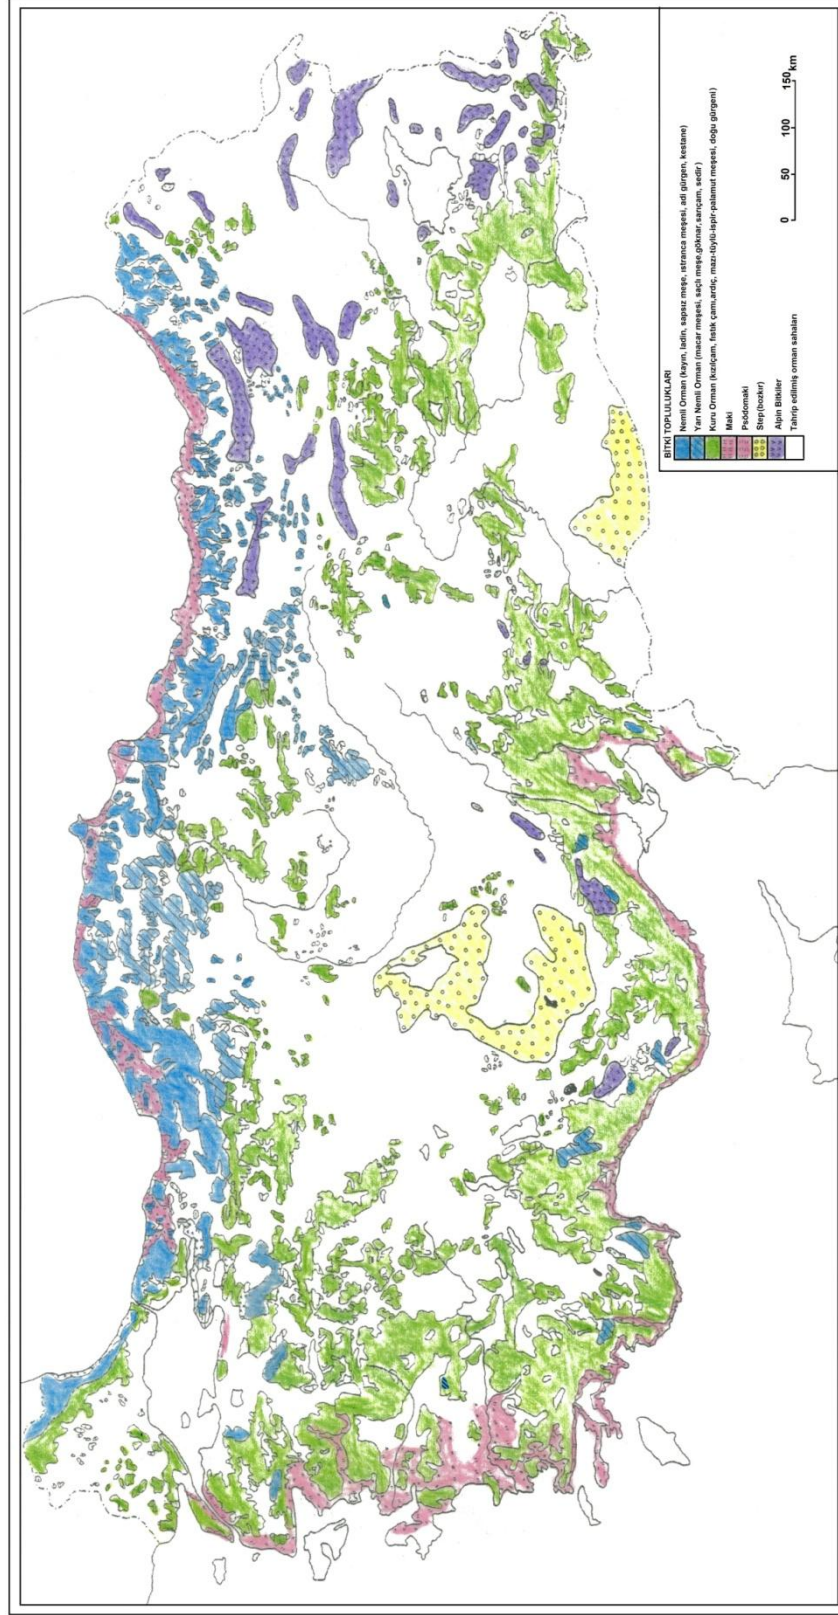 BİTKİ TOPLULUKLARI
Nemli Orman (kayın, ladin, sapsız meşe, ıstranca meşesi, adi gürgen, kestane)
Yarı Nemli Orman (macar meşesi, saçlı meşe,göknar, sarıçam, sedir )
Kuru Orman (kızılçam, fıstık çamı,ardıç, mazı-tüylü-ispir-palamut meşesi, doğu gürgeni)
Maki
Psödomaki
Step(bozkır)
Alpin Bitkiler
Tahrip edilmiş orman sahaları
0 50 100 150 km